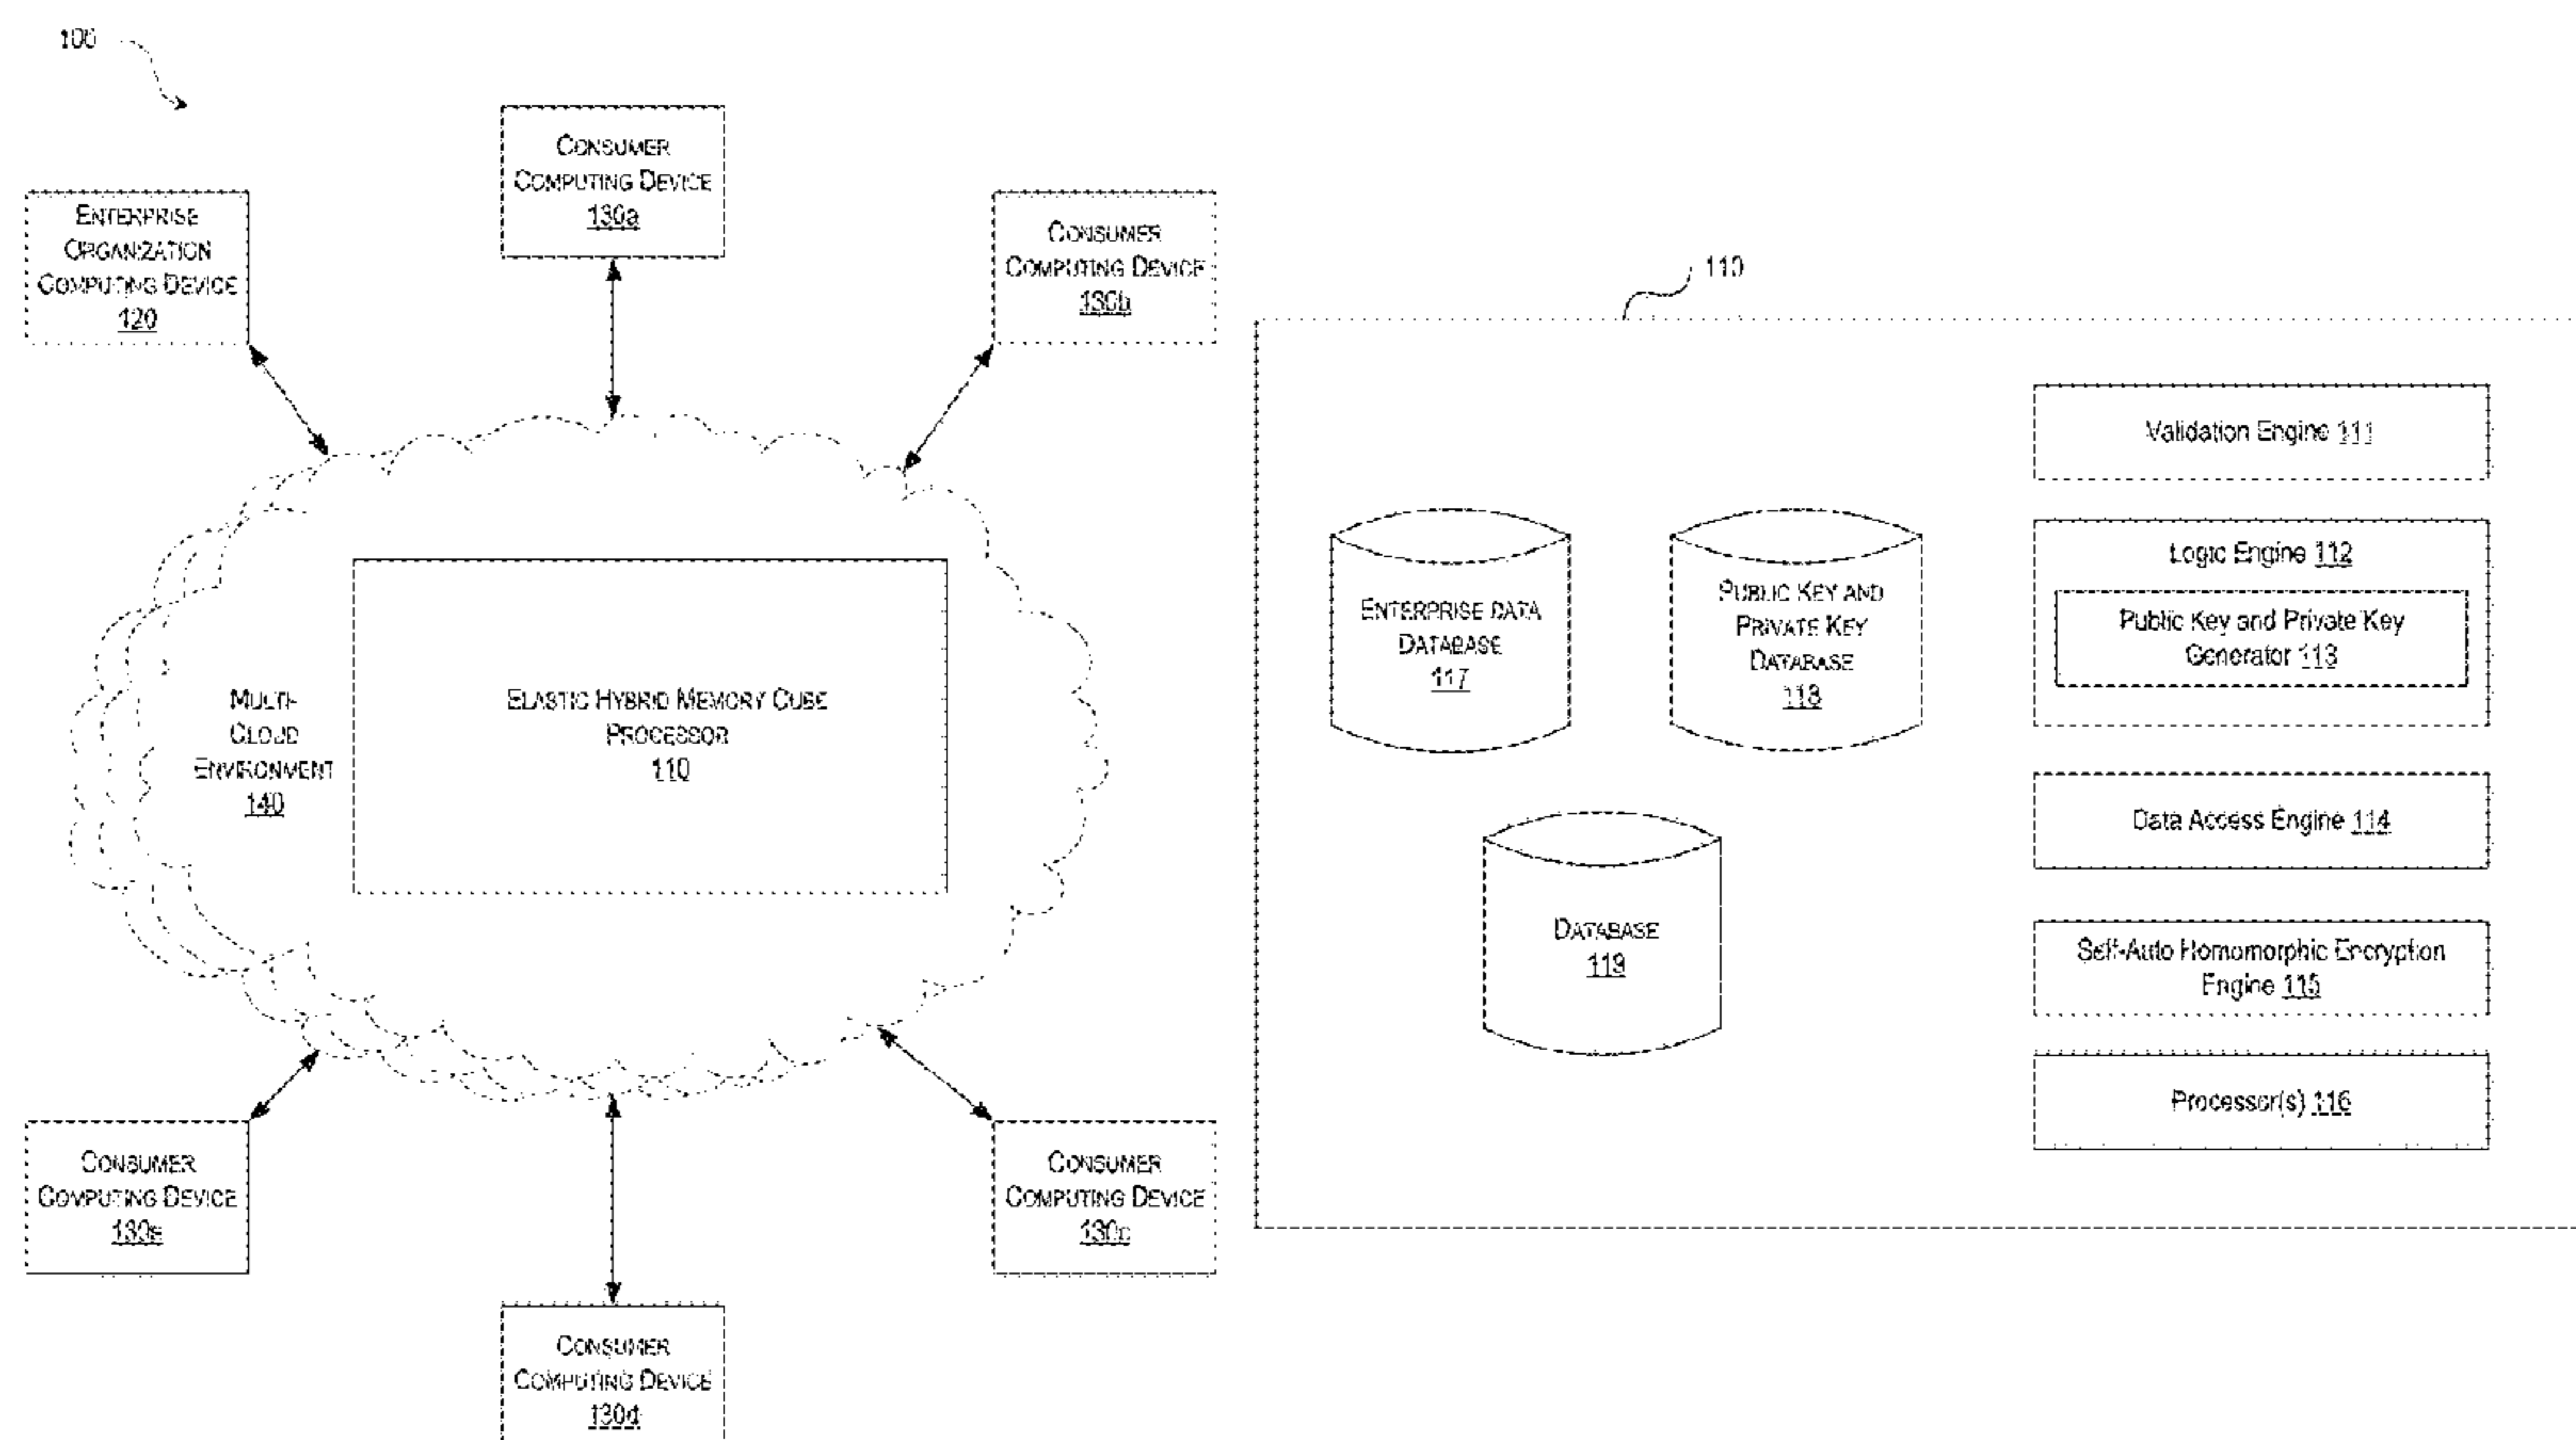 100
CONSUMER
COMPUTING DEVICE
130a
ENTERPRISE
ORGANIZATION
COMPUTING DEVICE
120
CONSUMER
COMPUTING DEVICE
130b
MULTI-
CLOUD
ENVIRONMENT
140
ELASTIC HYBRID MEMORY CUBE
PROCESSOR
110
CONSUMER
COMPUTING DEVICE
130e
CONSUMER
COMPUTING DEVICE
130c
CONSUMER
COMPUTING DEVICE
130d
110
ENTERPRISE DATA
DATABASE
117
PUBLIC KEY AND
PRIVATE KEY
DATABASE
118
DATABASE
119
Validation Engine 111
Logic Engine 112
Public Key and Private Key
Generator 113
Data Access Engine 114
Self-Auto Homomorphic Encryption
Engine 115
Processor(s) 116